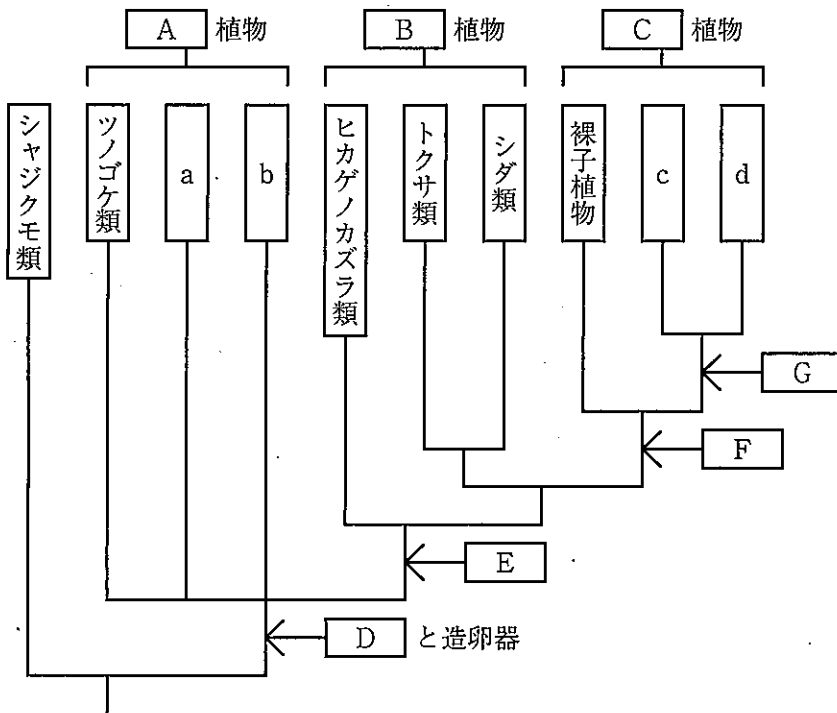 A 植物
B 植物
C 植物
シャジクモ類
ツノゴケ類
a
b
ヒカゲノカズラ類
トクサ類
シダ類
裸子植物
c
d
G
F
E
D と造卵器